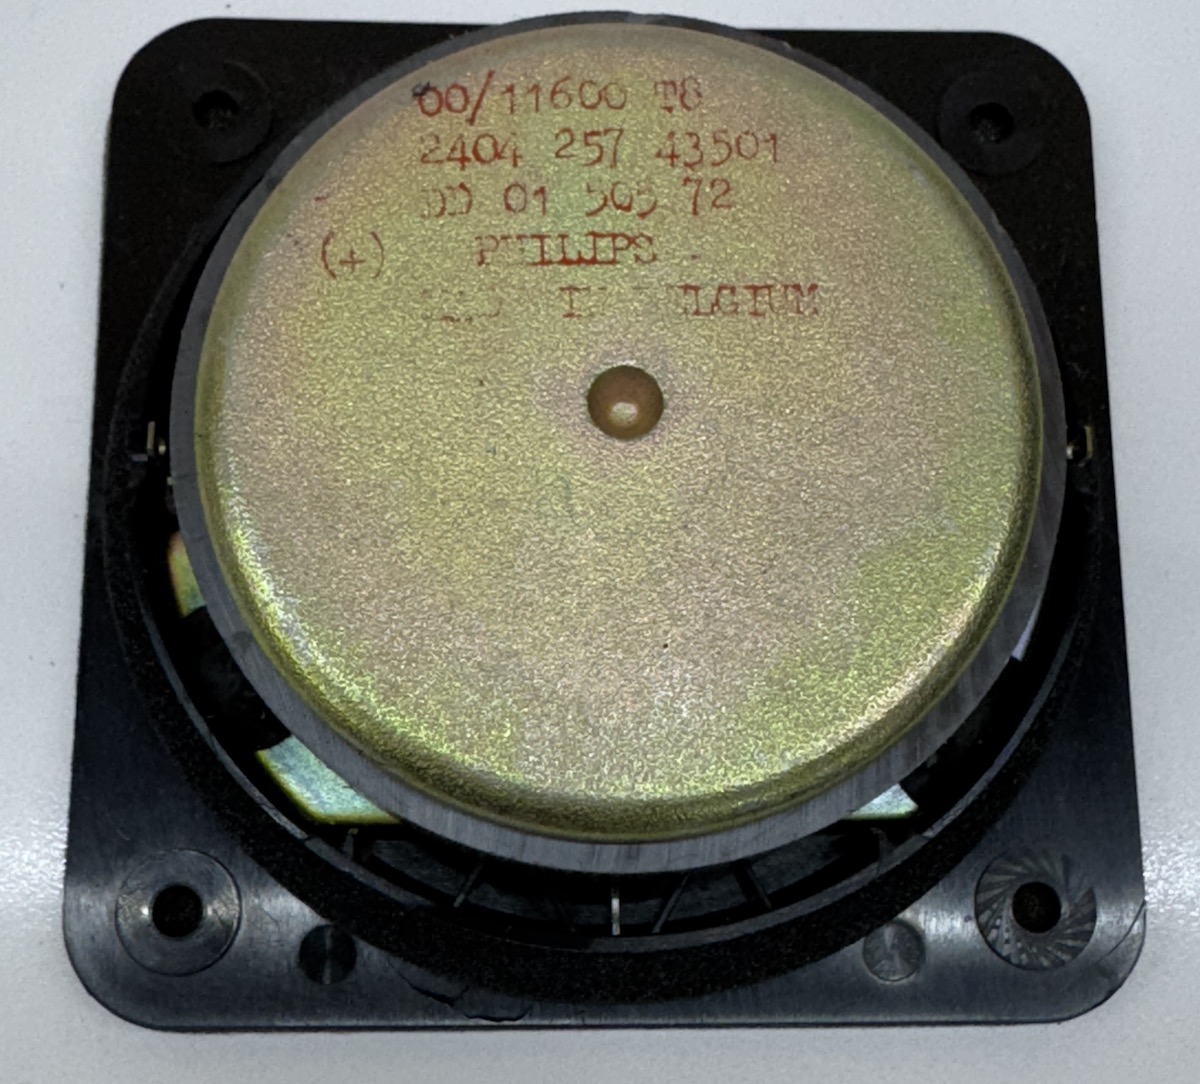 00/11600 T8
2404 257 43501
01 505 72
(+) PHILIPS